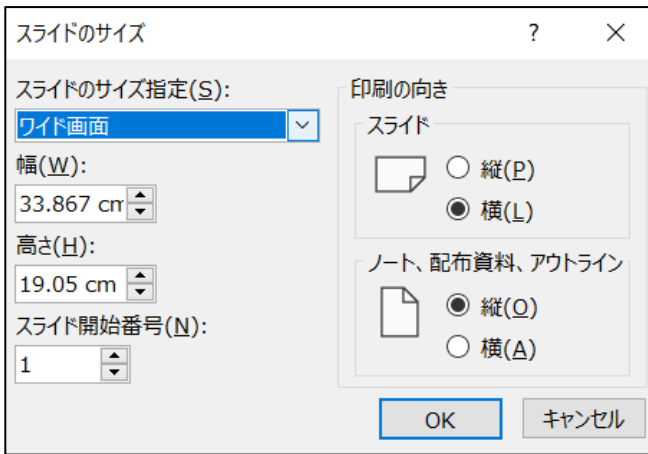 スライドのサイズ
?
×
スライドのサイズ指定(S):
ワイド画面
幅(W):
33.867 cm
高さ(H):
19.05 cm
スライド開始番号(N):
1
印刷の向き
スライド
縦(P)
横(L)
ノート、配布資料、アウトライン
縦(O)
横(A)
OK
キャンセル